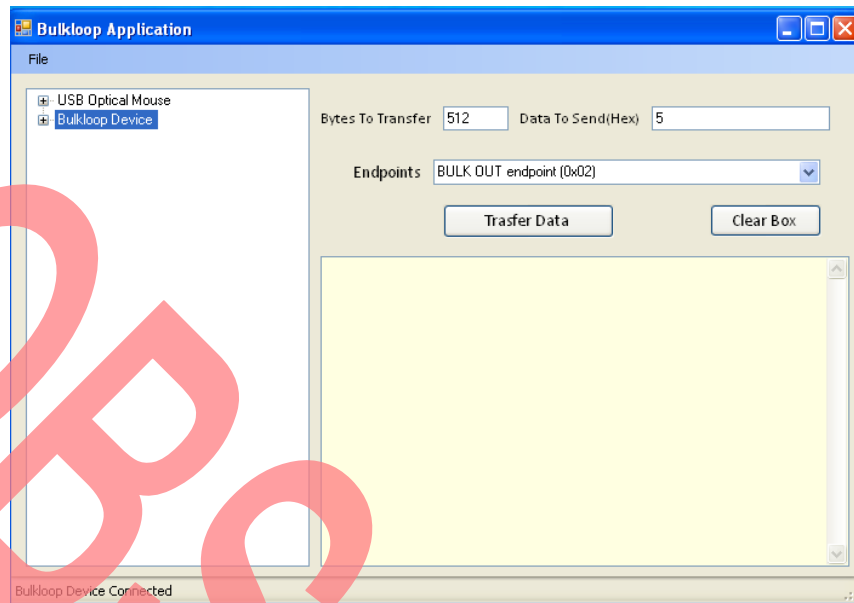 Bulkloop Application
File
USB Optical Mouse
Bulkloop Device
Bytes To Transfer 512 Data To Send(Hex) 5
Endpoints BULK OUT endpoint (0x02)
Trasfer Data Clear Box
Bulkloop Device Connected